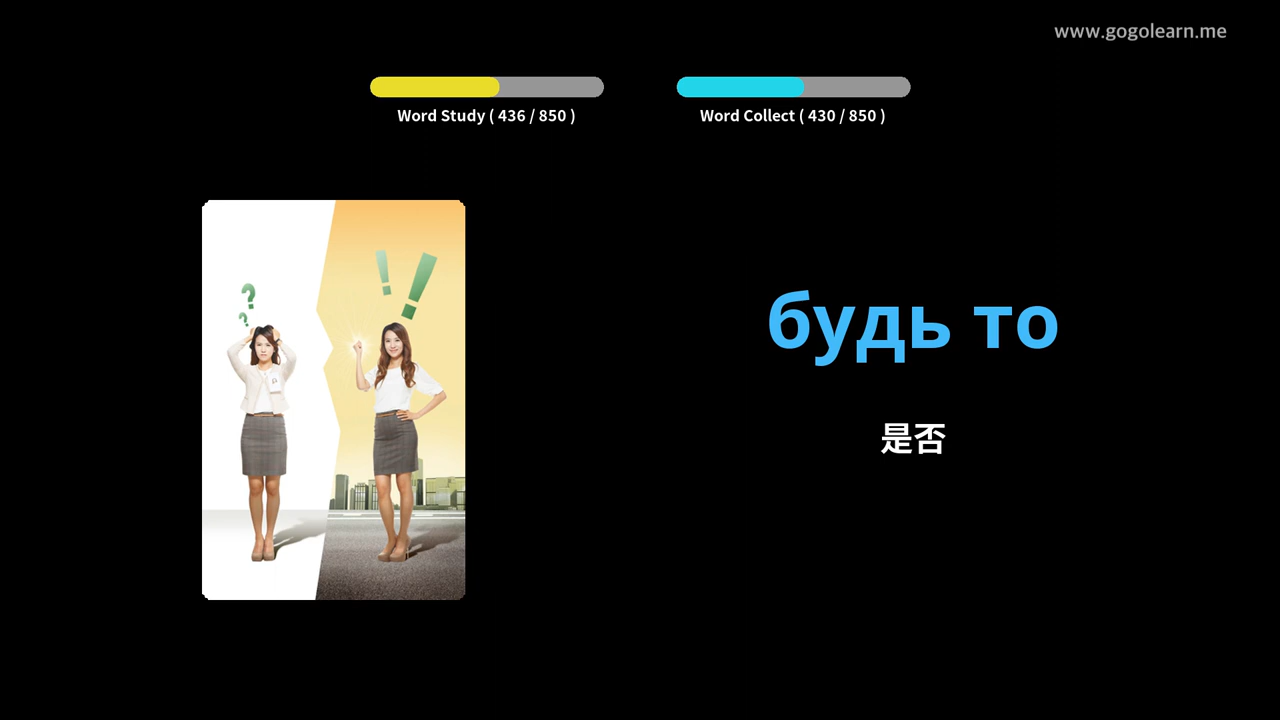 www.gogolearn.me
Word Study ( 436 / 850 )
Word Collect ( 430 / 850 )
? ?
! !
будь то
是否